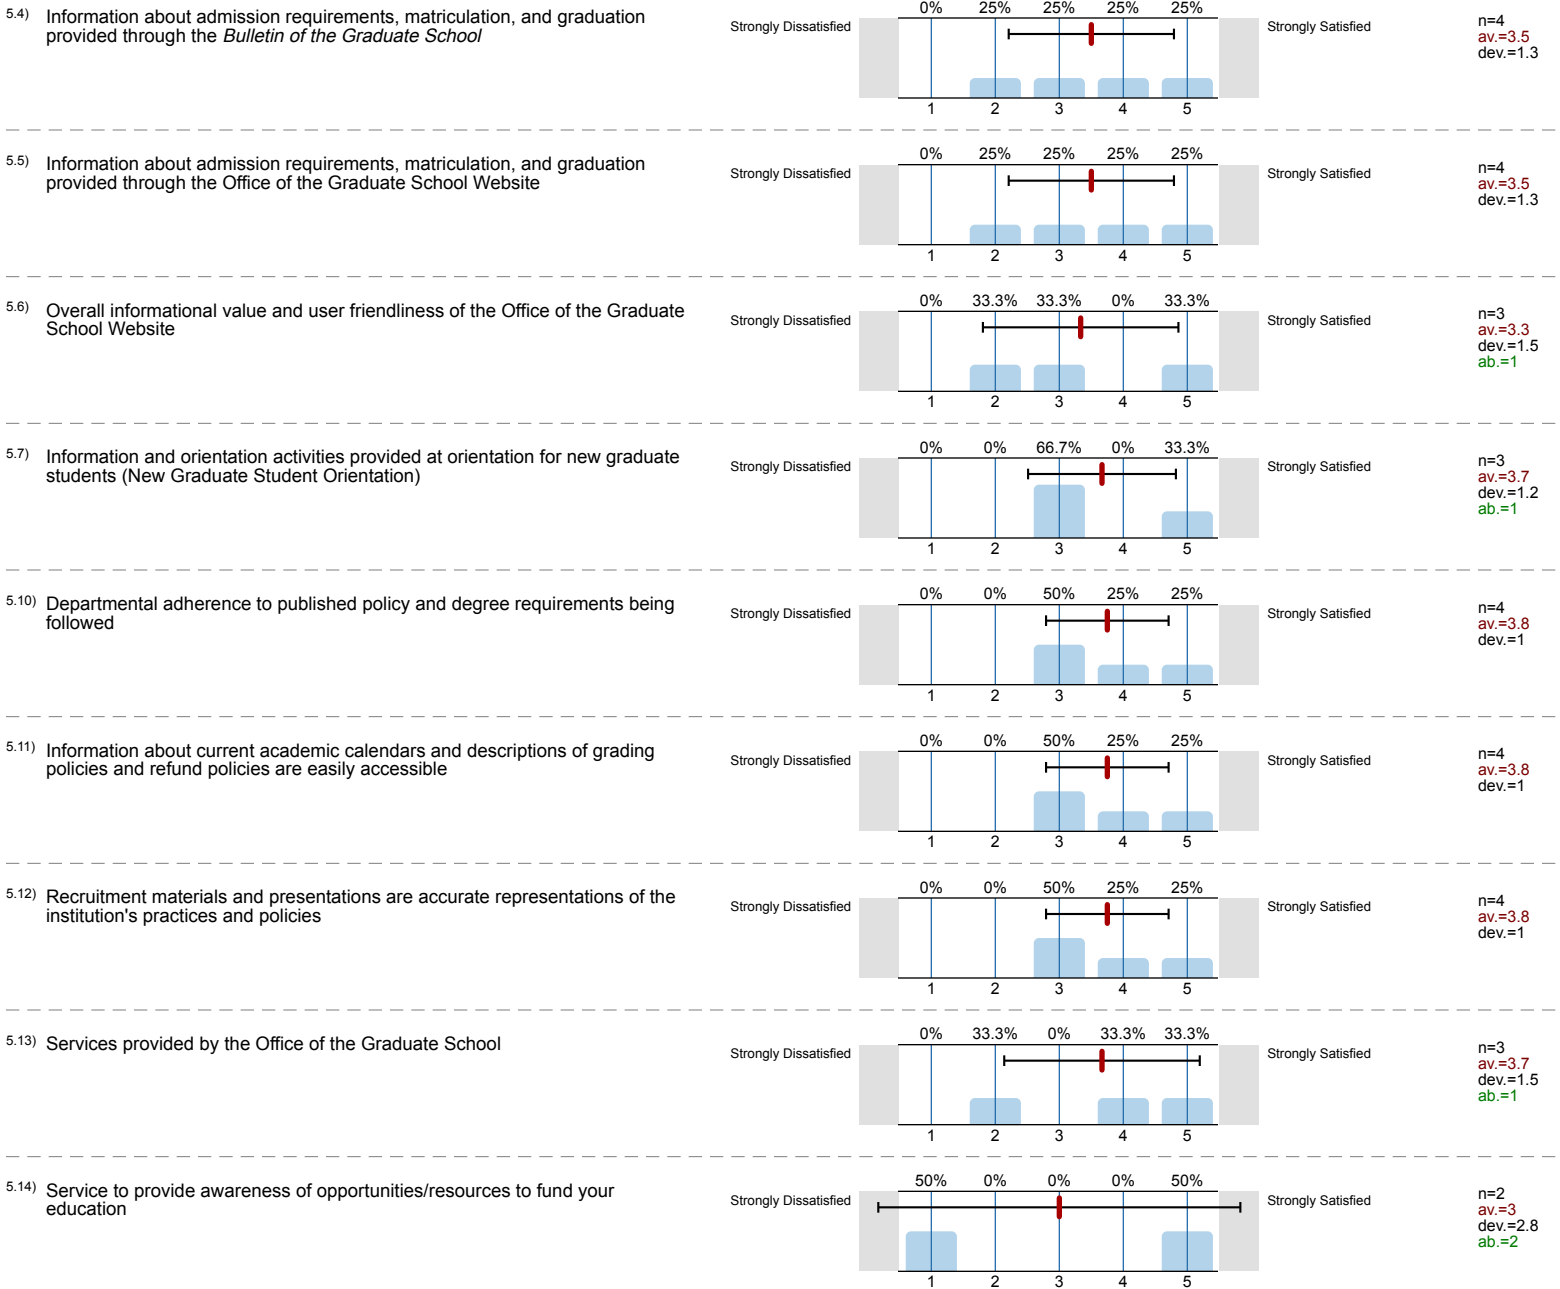 5.4) Information about admission requirements, matriculation, and graduation
provided through the Bulletin of the Graduate School
Strongly Dissatisfied
0% 25% 25% 25% 25%
1 2 3 4 5
Strongly Satisfied
n=4
av.=3.5
dev.=1.3
5.5) Information about admission requirements, matriculation, and graduation
provided through the Office of the Graduate School Website
Strongly Dissatisfied
0% 25% 25% 25% 25%
1 2 3 4 5
Strongly Satisfied
n=4
av.=3.5
dev.=1.3
5.6) Overall informational value and user friendliness of the Office of the Graduate
School Website
Strongly Dissatisfied
0% 33.3% 33.3% 0% 33.3%
1 2 3 4 5
Strongly Satisfied
n=3
av.=3.3
dev.=1.5
ab.=1
5.7) Information and orientation activities provided at orientation for new graduate
students (New Graduate Student Orientation)
Strongly Dissatisfied
0% 0% 66.7% 0% 33.3%
1 2 3 4 5
Strongly Satisfied
n=3
av.=3.7
dev.=1.2
ab.=1
5.10) Departmental adherence to published policy and degree requirements being
followed
Strongly Dissatisfied
0% 0% 50% 25% 25%
1 2 3 4 5
Strongly Satisfied
n=4
av.=3.8
dev.=1
5.11) Information about current academic calendars and descriptions of grading
policies and refund policies are easily accessible
Strongly Dissatisfied
0% 0% 50% 25% 25%
1 2 3 4 5
Strongly Satisfied
n=4
av.=3.8
dev.=1
5.12) Recruitment materials and presentations are accurate representations of the
institution's practices and policies
Strongly Dissatisfied
0% 0% 50% 25% 25%
1 2 3 4 5
Strongly Satisfied
n=4
av.=3.8
dev.=1
5.13) Services provided by the Office of the Graduate School
Strongly Dissatisfied
0% 33.3% 0% 33.3% 33.3%
1 2 3 4 5
Strongly Satisfied
n=3
av.=3.7
dev.=1.5
ab.=1
5.14) Service to provide awareness of opportunities/resources to fund your
education
Strongly Dissatisfied
50% 0% 0% 0% 50%
1 2 3 4 5
Strongly Satisfied
n=2
av.=3
dev.=2.8
ab.=2